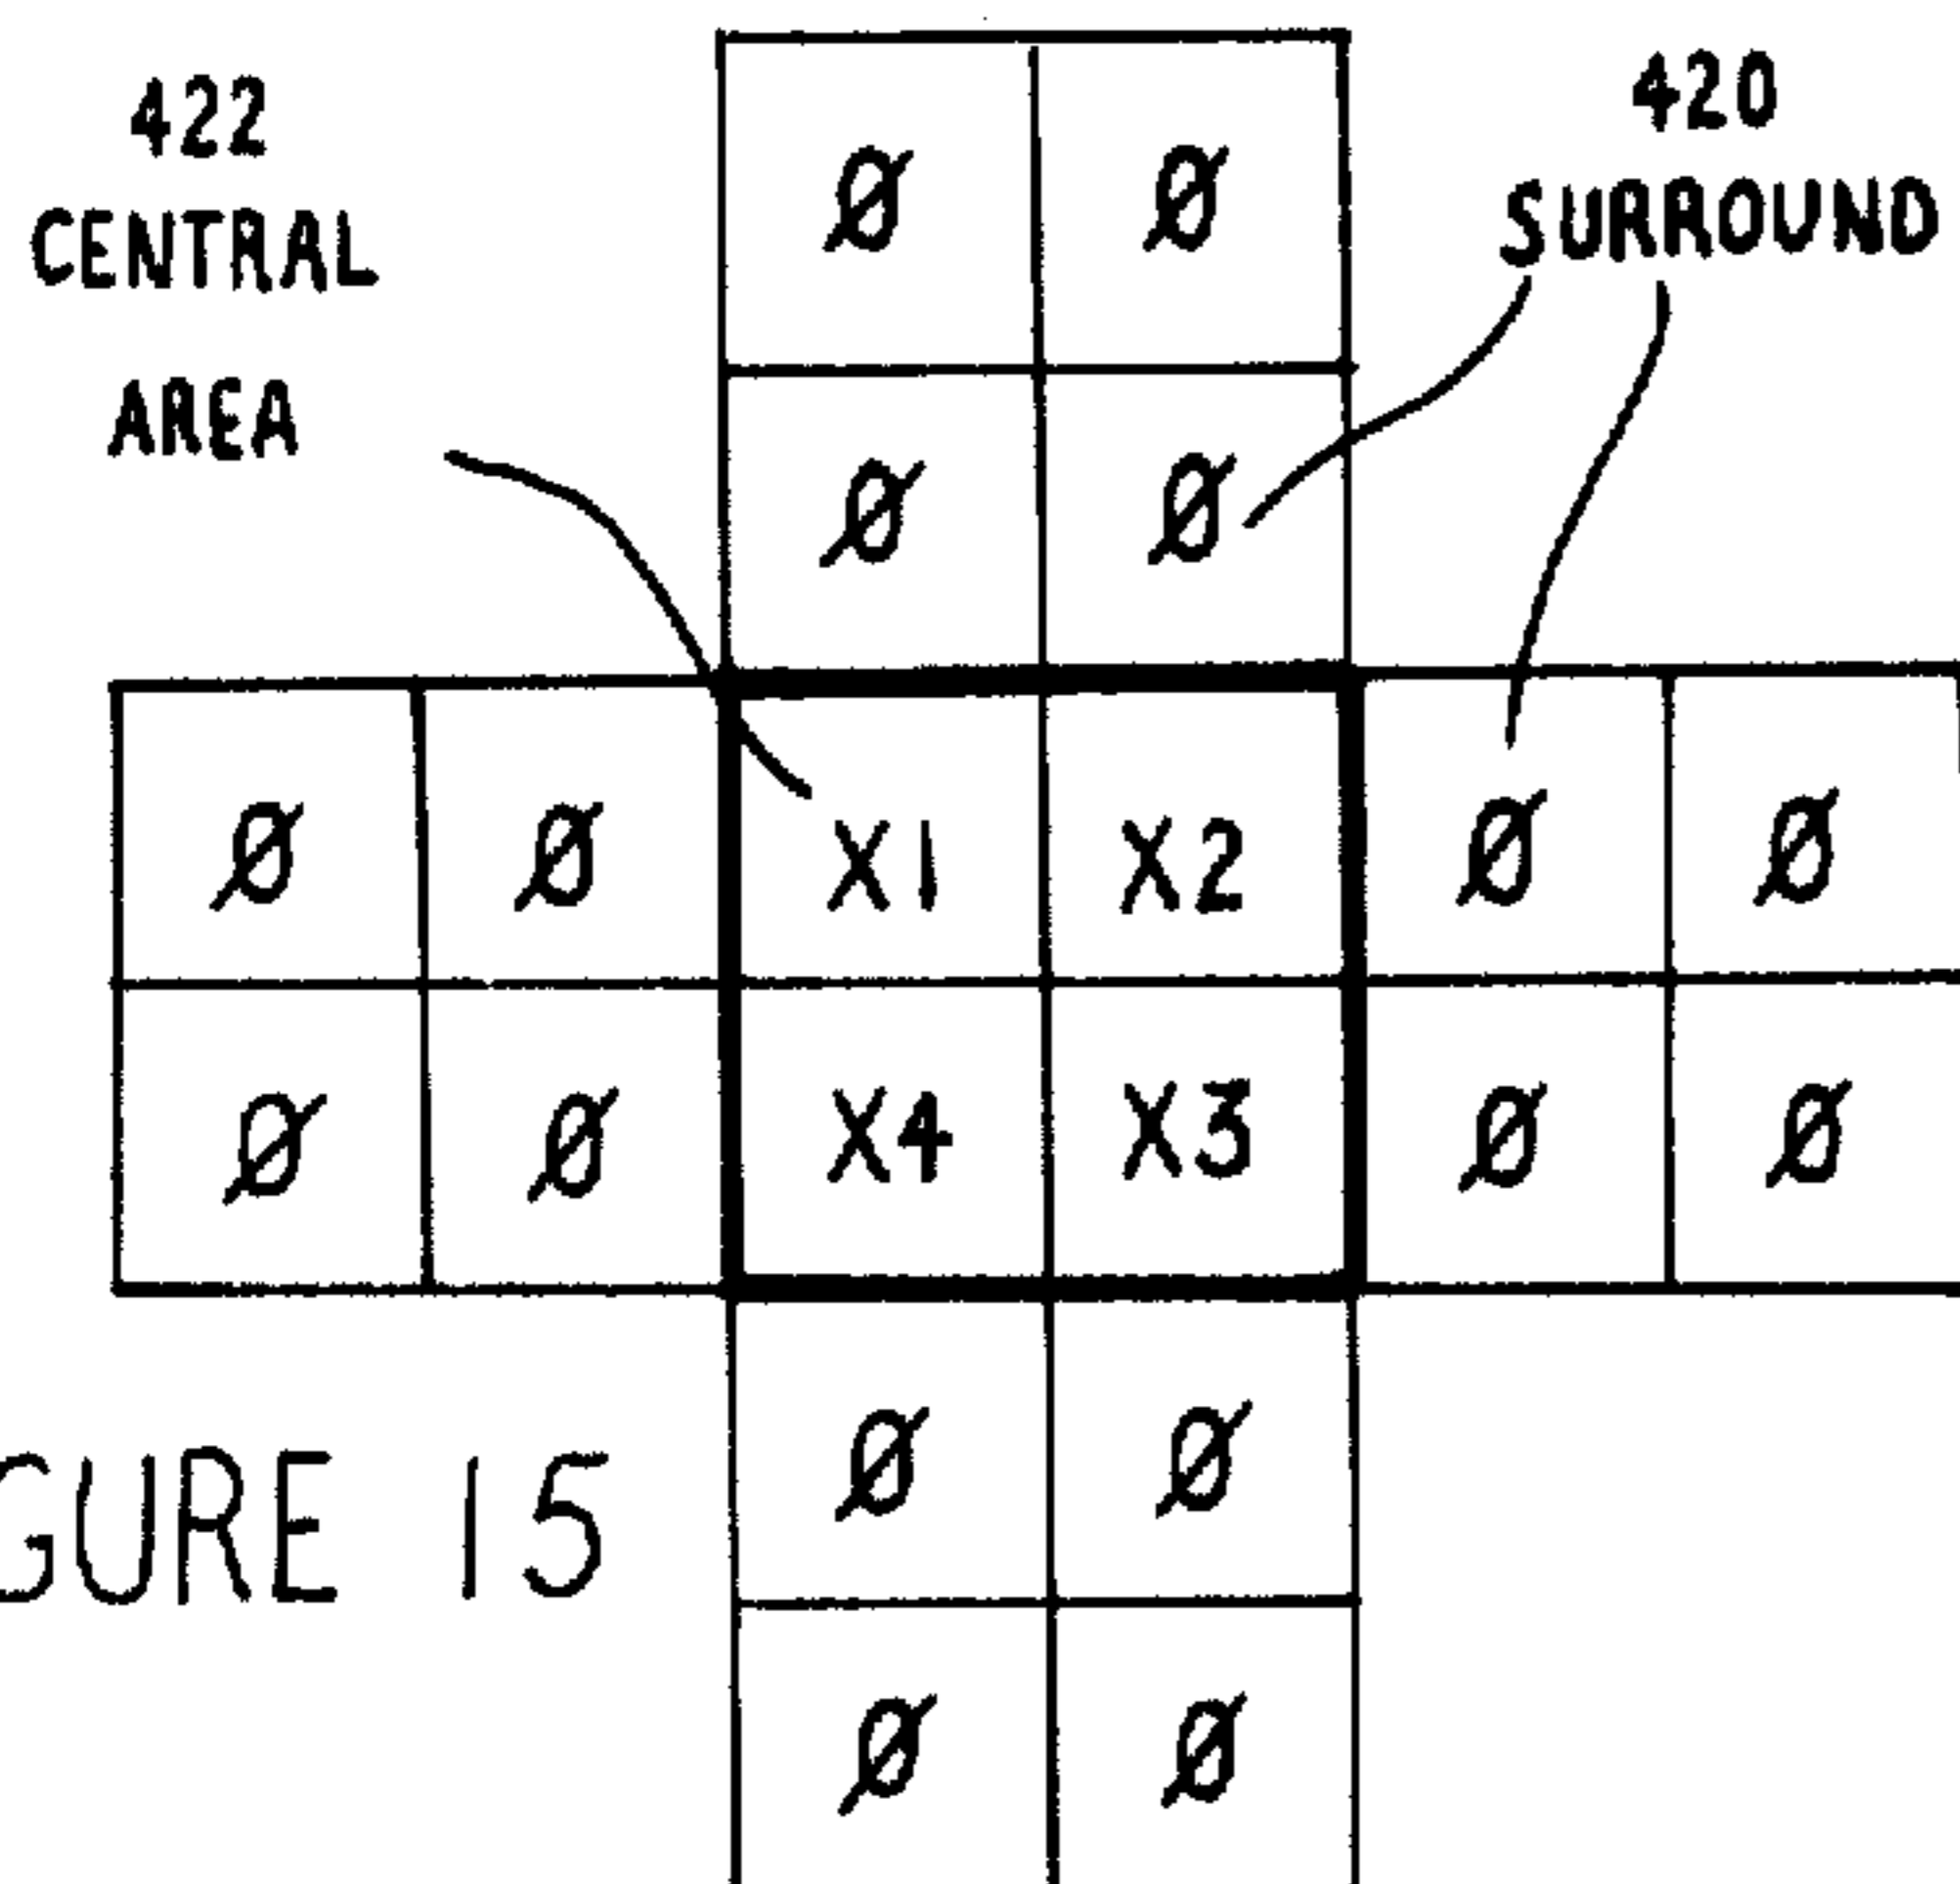 422
CENTRAL
AREA
420
SURROUND
Ø Ø
Ø Ø
Ø Ø X1 X2 Ø Ø
Ø Ø X4 X3 Ø Ø
Ø Ø
Ø Ø
GURE 15